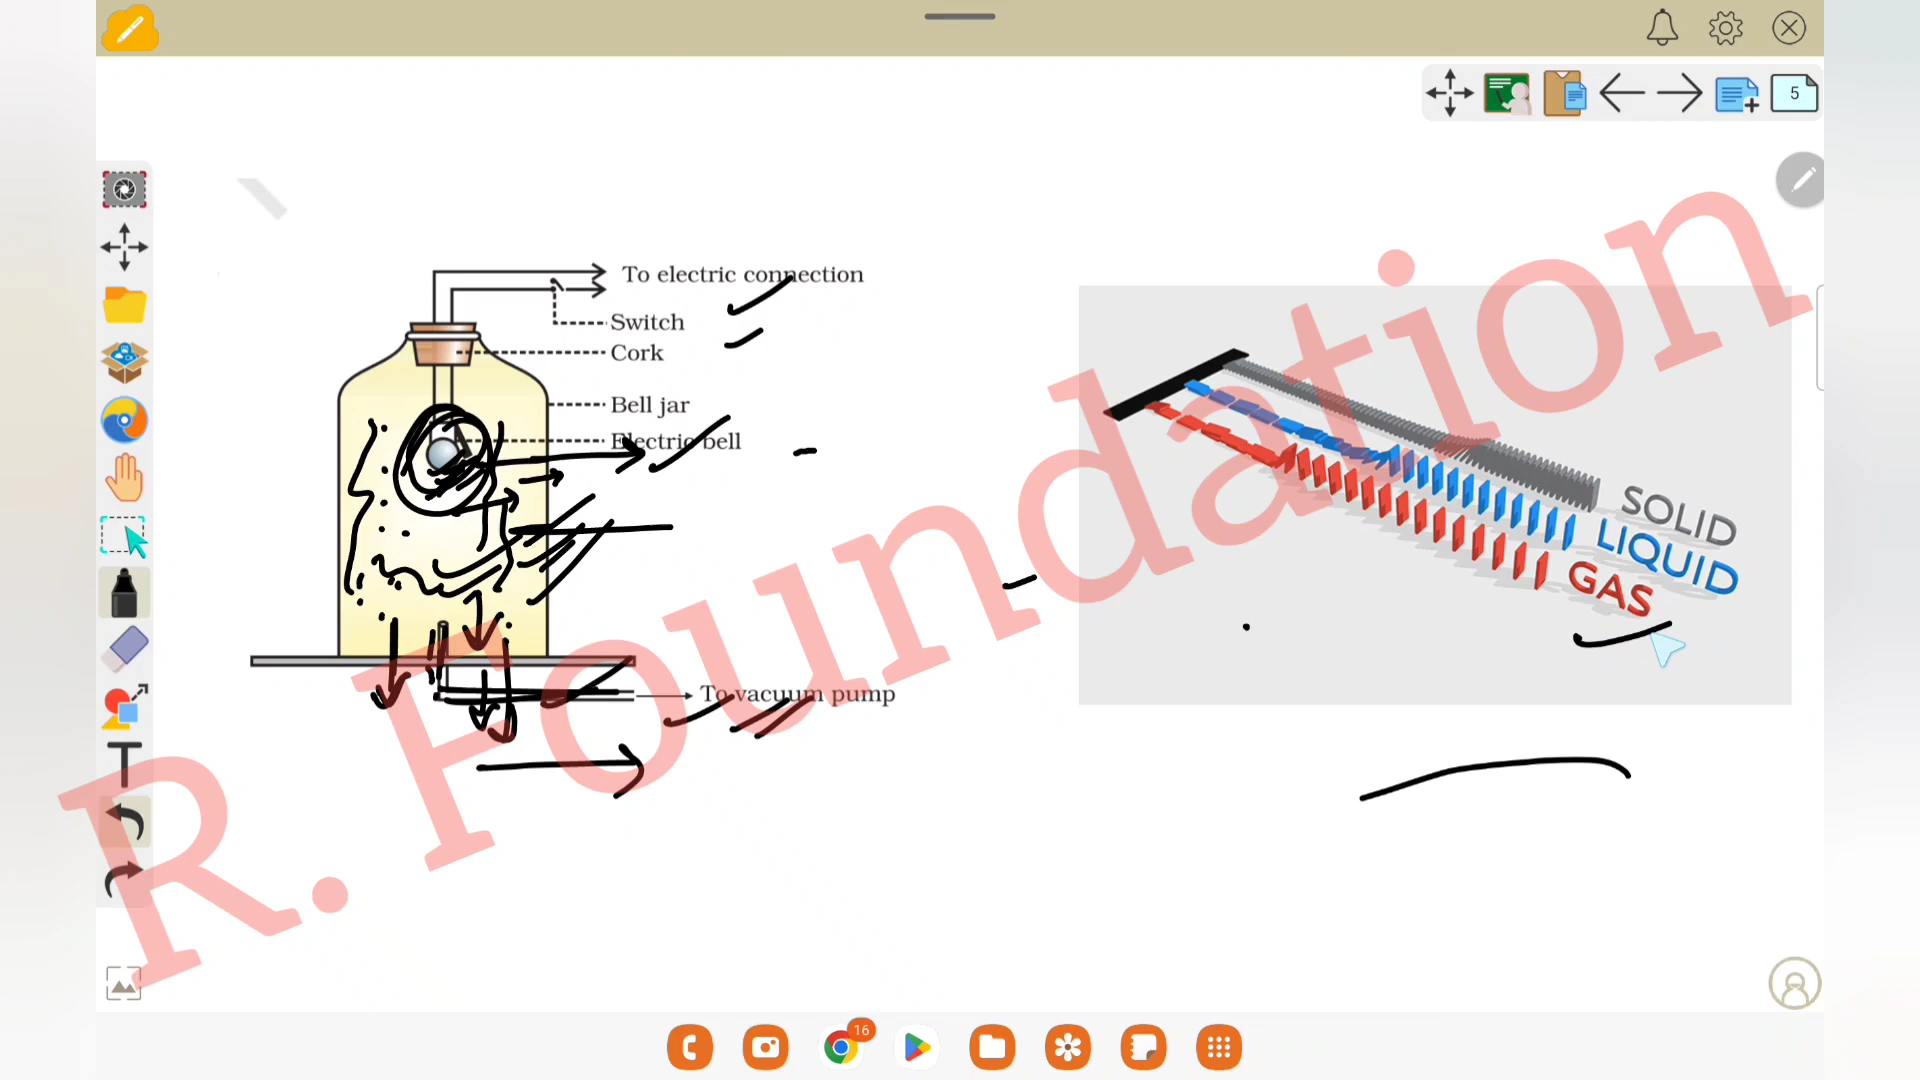 5
To electric connection
Switch
Cork
Bell jar
Electric bell
To vacuum pump
SOLID
LIQUID
GAS
R. Foundation
16